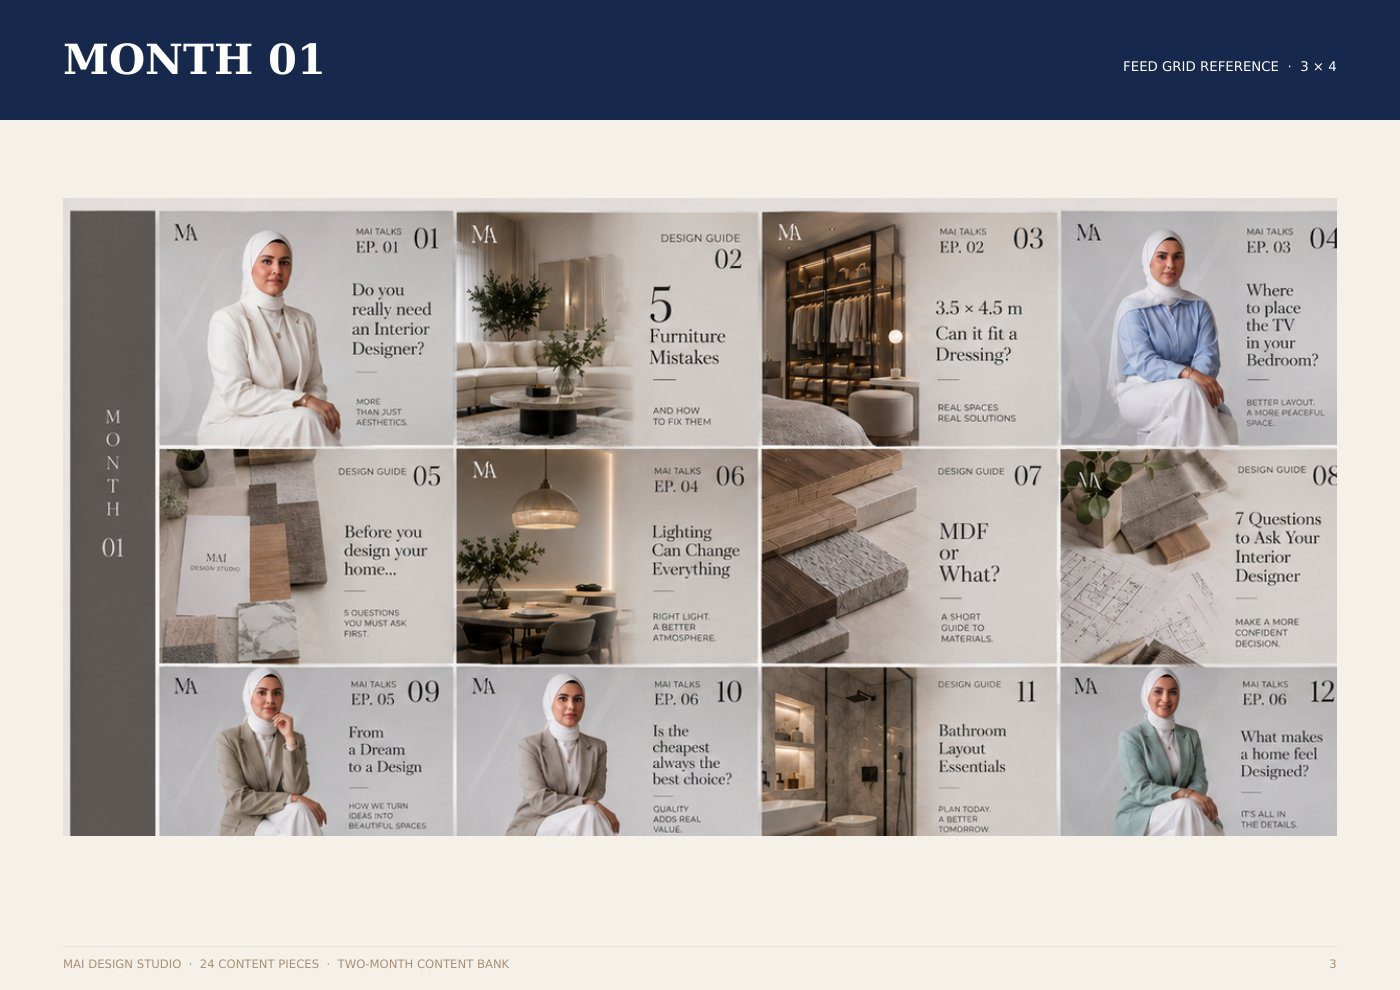 MONTH 01
FEED GRID REFERENCE · 3 × 4
M
O
N
T
H
01
MA
MAI TALKS
EP. 01
01
Do you
really need
an Interior
Designer?
MORE
THAN JUST
AESTHETICS.
MA
DESIGN GUIDE
02
5
Furniture
Mistakes
AND HOW
TO FIX THEM
MA
MAI TALKS
EP. 02
03
3.5 × 4.5 m
Can it fit a
Dressing?
REAL SPACES
REAL SOLUTIONS
MA
MAI TALKS
EP. 03
04
Where
to place
the TV
in your
Bedroom?
BETTER LAYOUT.
A MORE PEACEFUL
SPACE.
MAI
DESIGN STUDIO
DESIGN GUIDE
05
Before you
design your
home...
5 QUESTIONS
YOU MUST ASK
FIRST.
MA
MAI TALKS
EP. 04
06
Lighting
Can Change
Everything
RIGHT LIGHT.
A BETTER
ATMOSPHERE.
DESIGN GUIDE
07
MDF
or
What?
A SHORT
GUIDE TO
MATERIALS.
MA
DESIGN GUIDE
08
7 Questions
to Ask Your
Interior
Designer
MAKE A MORE
CONFIDENT
DECISION.
MA
MAI TALKS
EP. 05
09
From
a Dream
to a Design
HOW WE TURN
IDEAS INTO
BEAUTIFUL SPACES
MA
MAI TALKS
EP. 06
10
Is the
cheapest
always the
best choice?
QUALITY
ADDS REAL
VALUE.
DESIGN GUIDE
11
Bathroom
Layout
Essentials
PLAN TODAY.
A BETTER
TOMORROW.
MA
MAI TALKS
EP. 06
12
What makes
a home feel
Designed?
IT'S ALL IN
THE DETAILS.
MAI DESIGN STUDIO · 24 CONTENT PIECES · TWO-MONTH CONTENT BANK
3